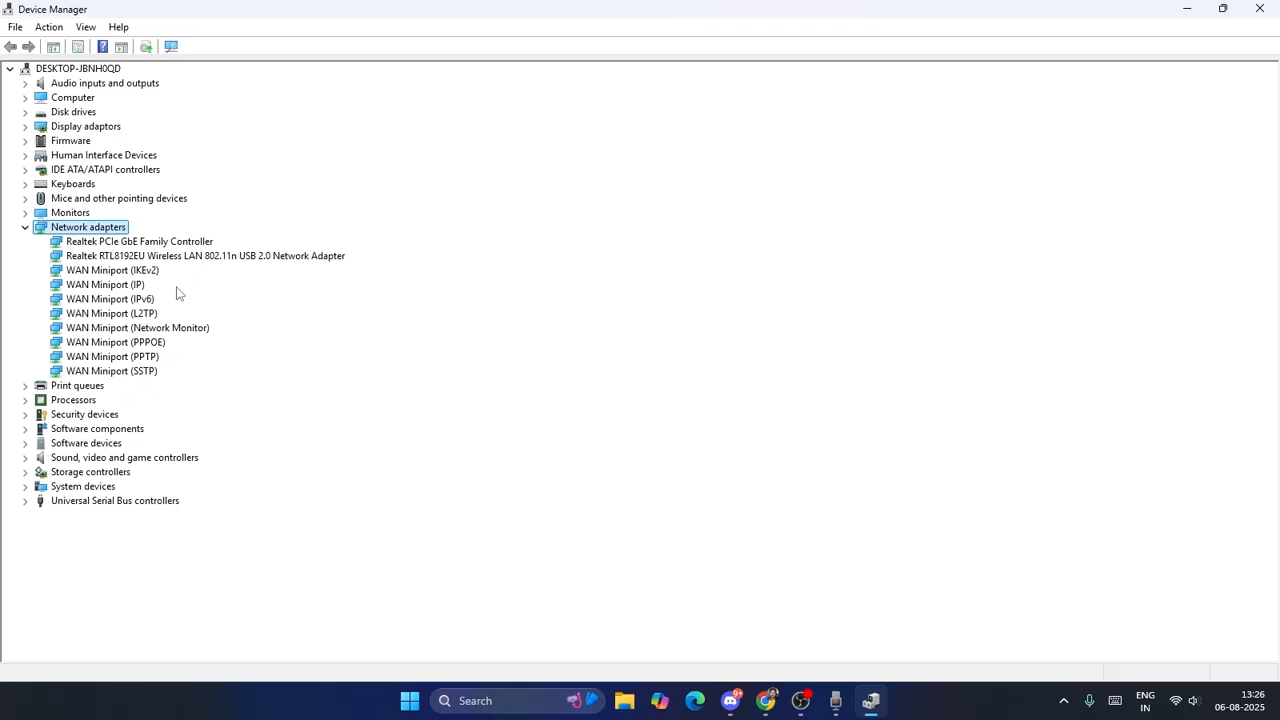 Device Manager
File Action View Help
DESKTOP-JBNH0QD
Audio inputs and outputs
Computer
Disk drives
Display adaptors
Firmware
Human Interface Devices
IDE ATA/ATAPI controllers
Keyboards
Mice and other pointing devices
Monitors
Network adapters
Realtek PCIe GbE Family Controller
Realtek RTL8192EU Wireless LAN 802.11n USB 2.0 Network Adapter
WAN Miniport (IKEv2)
WAN Miniport (IP)
WAN Miniport (IPv6)
WAN Miniport (L2TP)
WAN Miniport (Network Monitor)
WAN Miniport (PPPOE)
WAN Miniport (PPTP)
WAN Miniport (SSTP)
Print queues
Processors
Security devices
Software components
Software devices
Sound, video and game controllers
Storage controllers
System devices
Universal Serial Bus controllers
Search
ENG
IN
13:26
06-08-2025